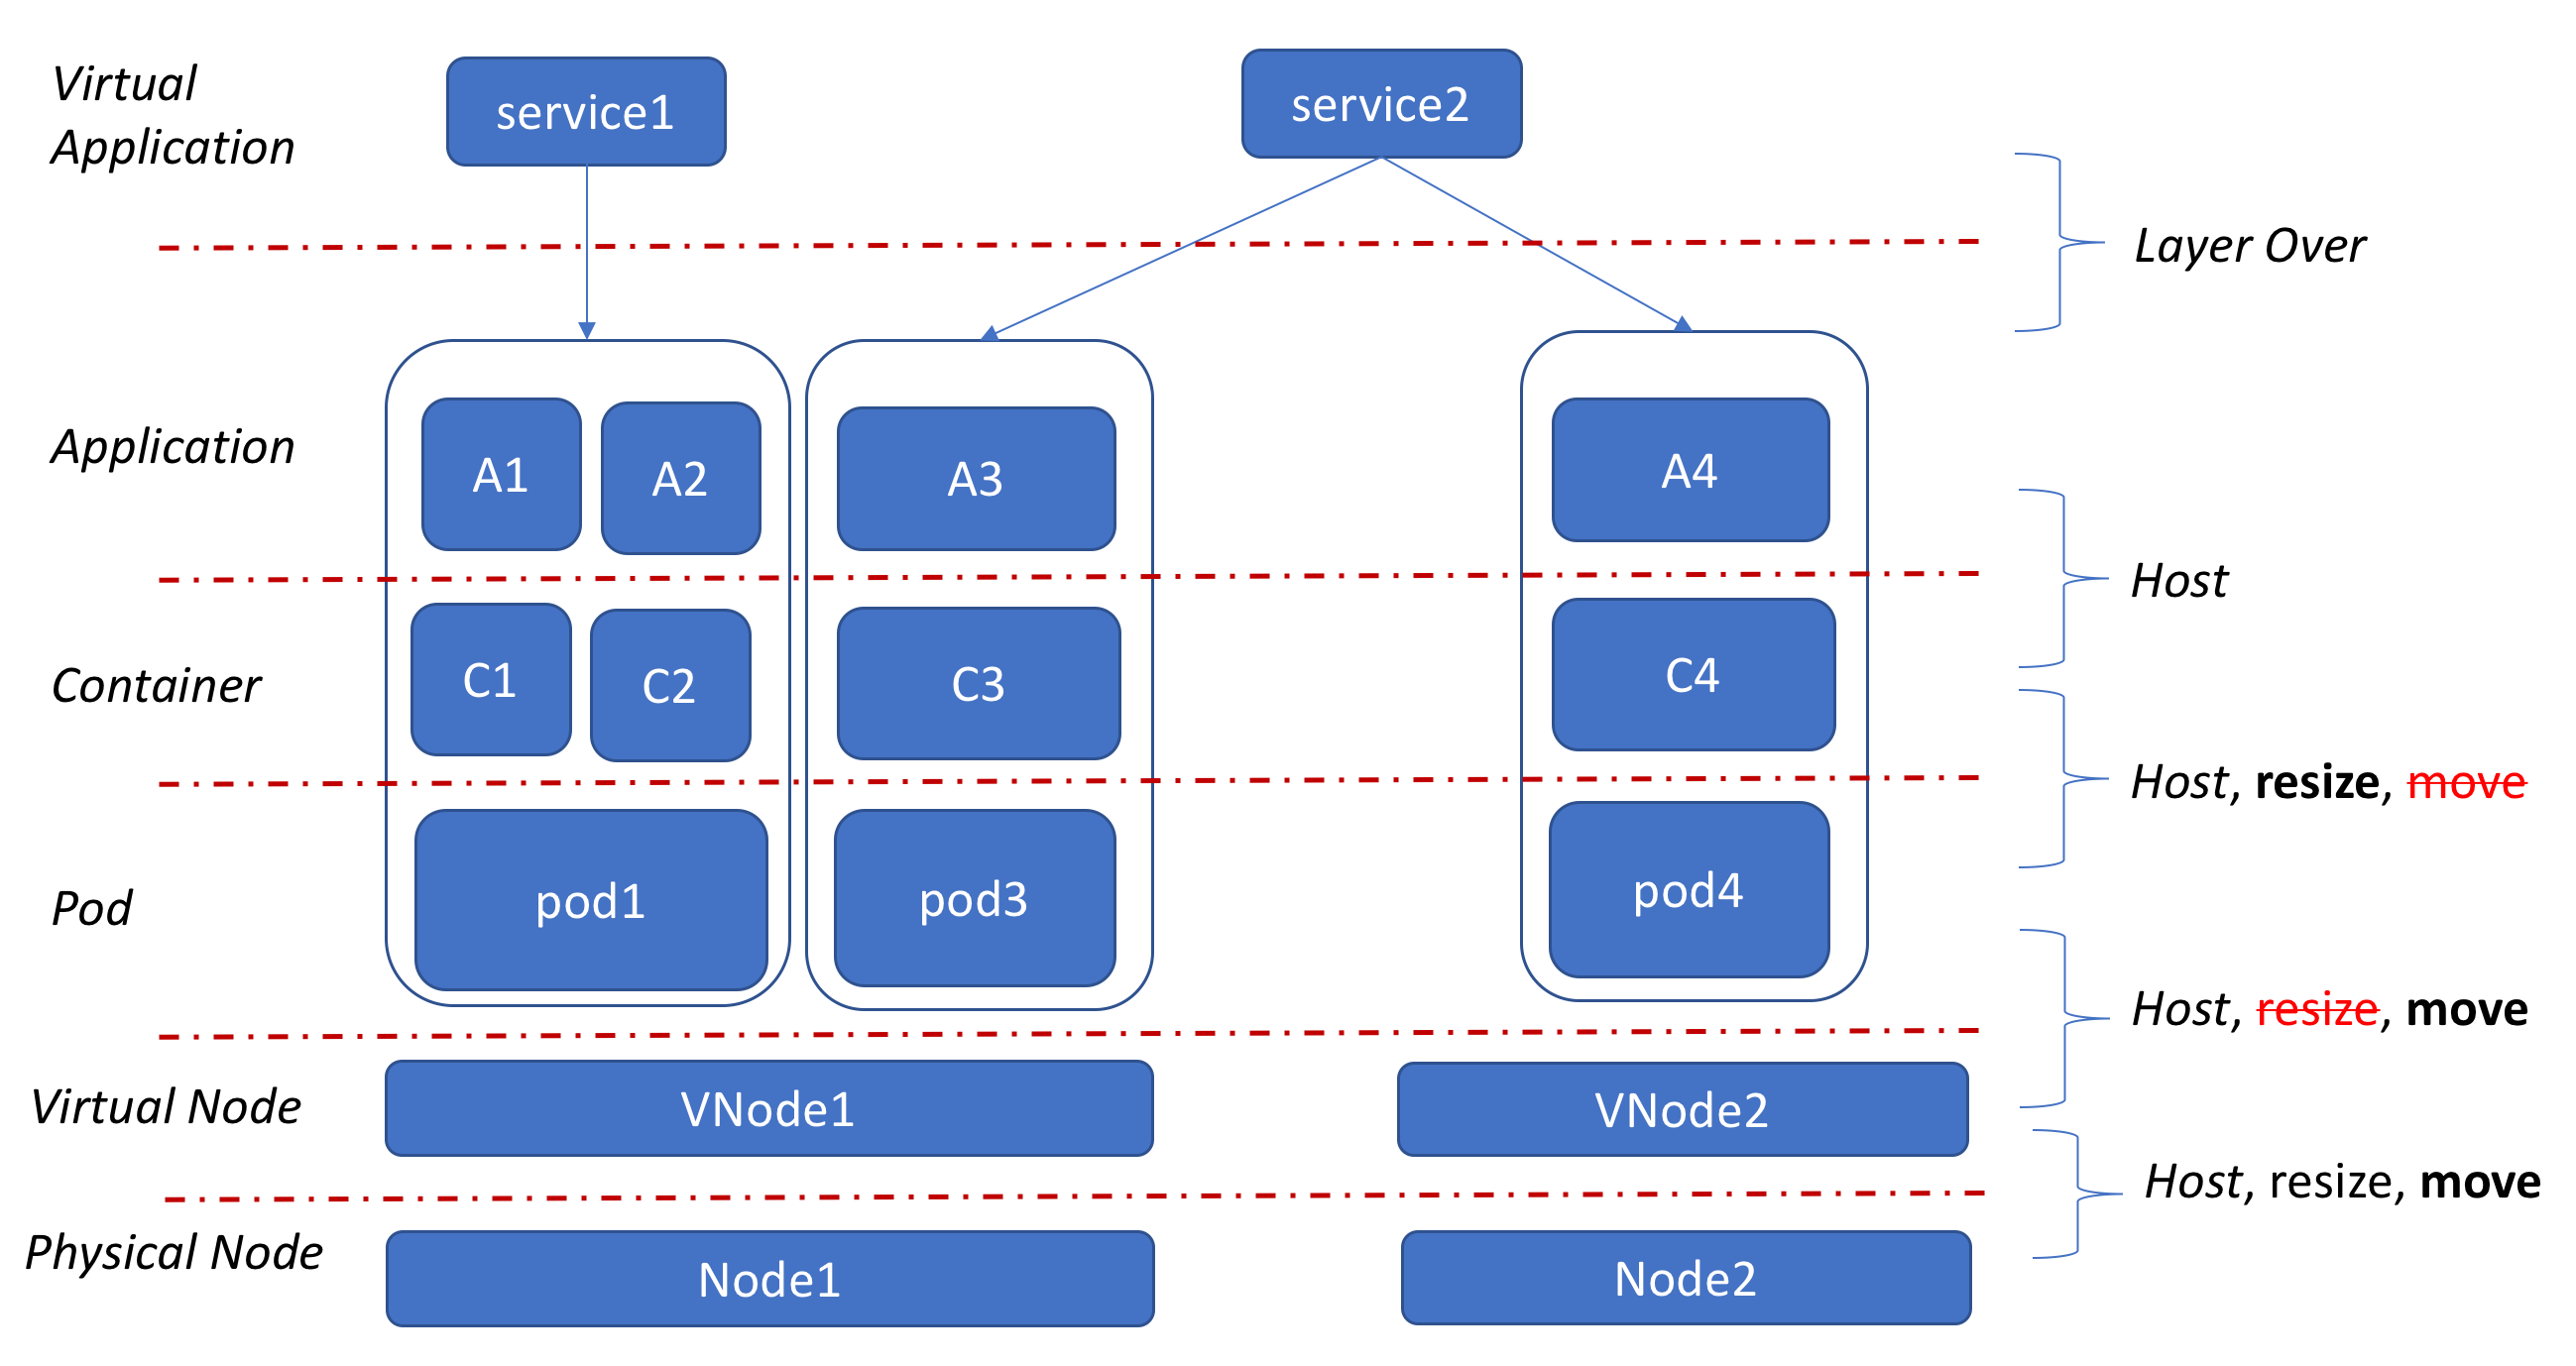 Virtual
Application
service1
service2
Layer Over
Application
A1
A2
A3
A4
Host
Container
C1
C2
C3
C4
Host, resize, move
Pod
pod1
pod3
pod4
Host, resize, move
Virtual Node
VNode1
VNode2
Host, resize, move
Physical Node
Node1
Node2